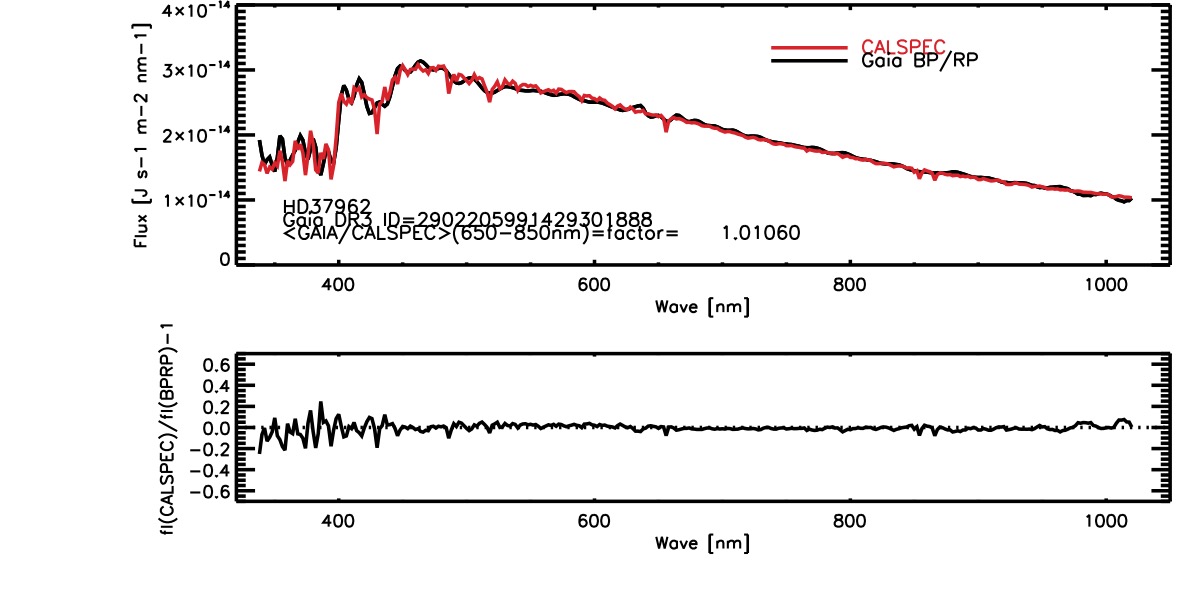 4×10⁻¹⁴
3×10⁻¹⁴
2×10⁻¹⁴
1×10⁻¹⁴
0
Flux [J s−1 m−2 nm−1]
CALSPEC
Gaia BP/RP
HD37962
Gaia DR3 ID=2902205991429301888
<GAIA/CALSPEC>(650−850nm)=factor= 1.01060
400 600 800 1000
Wave [nm]
fl(CALSPEC)/fl(BPRP)−1
0.6
0.4
0.2
0.0
−0.2
−0.4
−0.6
400 600 800 1000
Wave [nm]